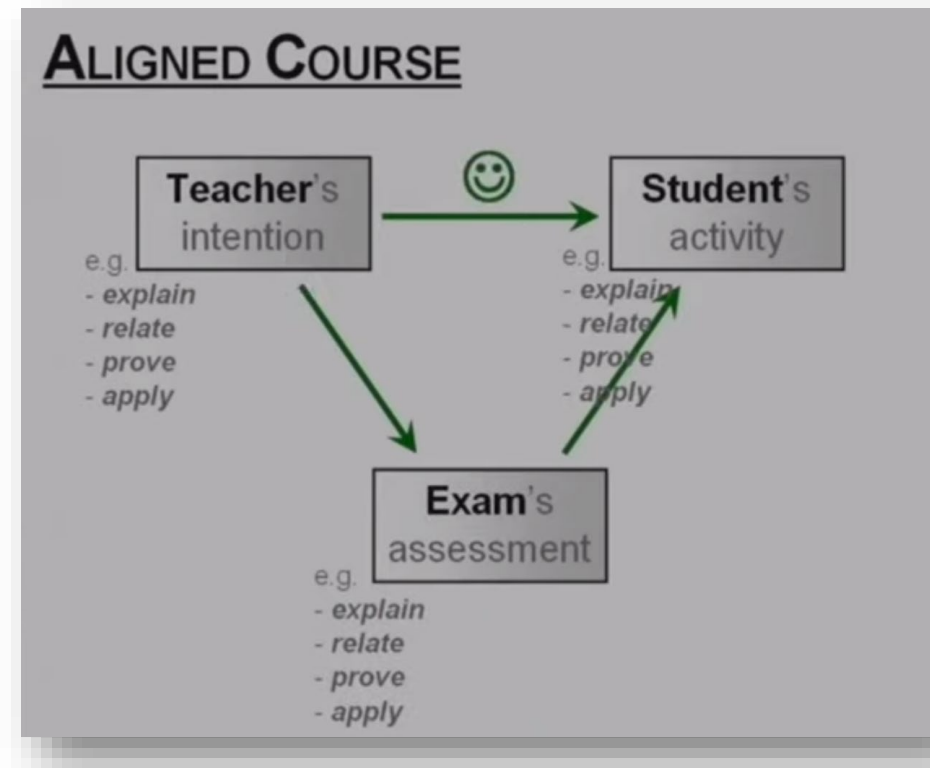 ALIGNED COURSE
Teacher's
intention
e.g.
- explain
- relate
- prove
- apply
Student's
activity
e.g.
- explain
- relate
- prove
- apply
Exam's
assessment
e.g.
- explain
- relate
- prove
- apply